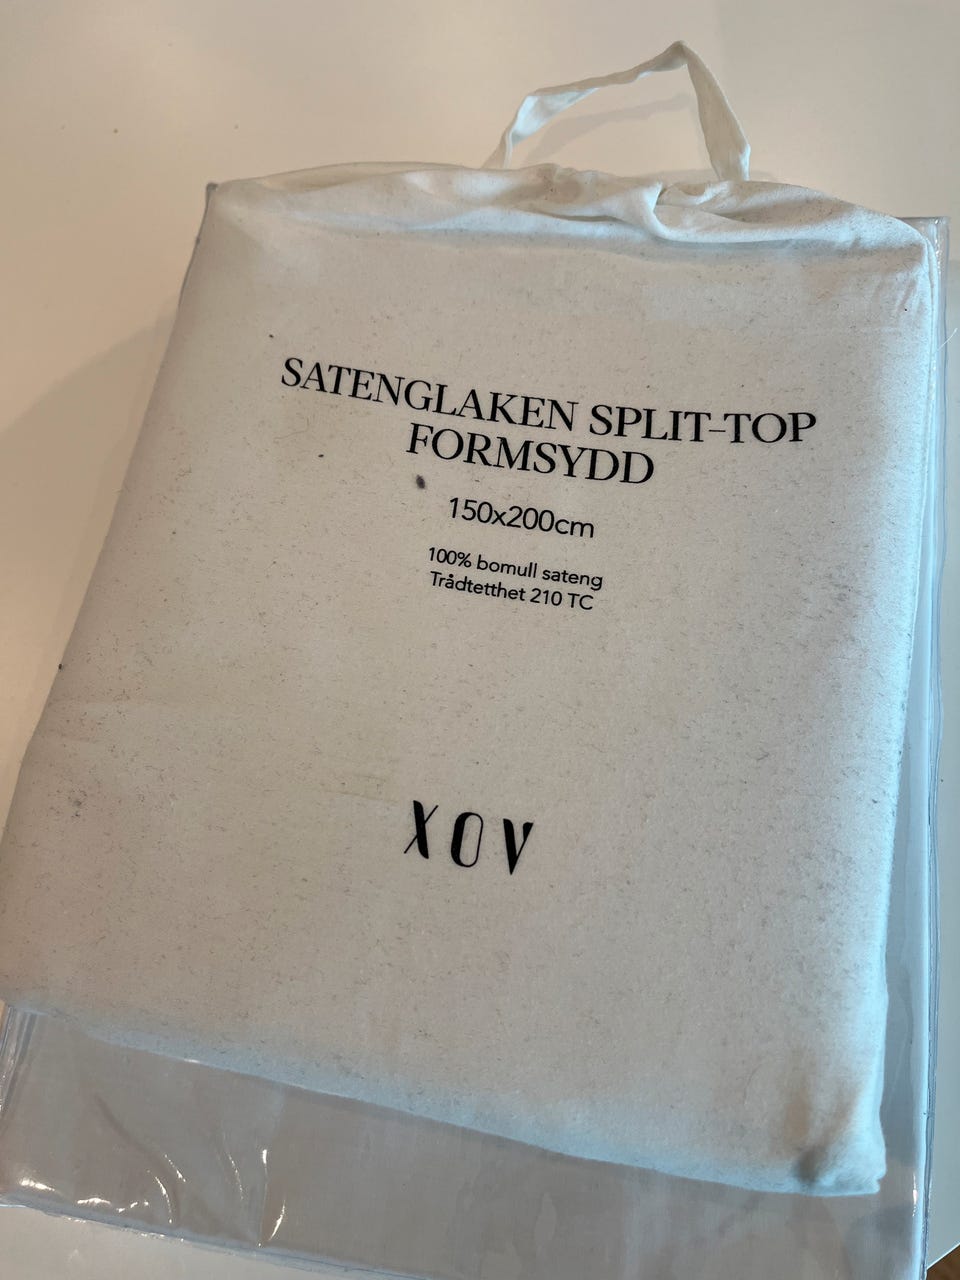 SATENGLAKEN SPLIT-TOP
FORMSYDD
150x200cm
100% bomull sateng
Trådtetthet 210 TC
XOV